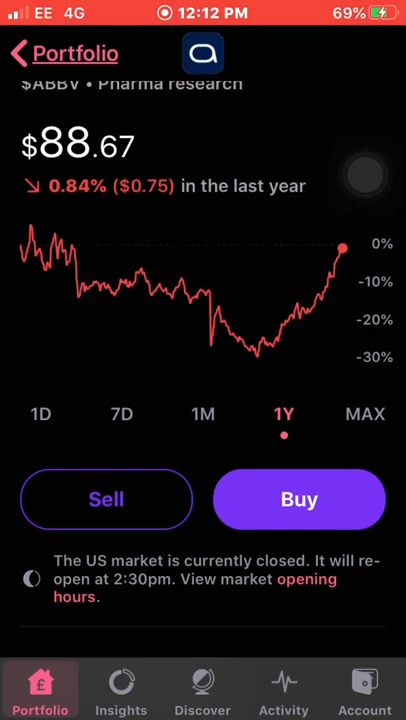 EE 4G 12:12 PM 69%
Portfolio
$ABBV • Pharma research
$88.67
0.84% ($0.75) in the last year
0%
-10%
-20%
-30%
1D 7D 1M 1Y MAX
Sell Buy
The US market is currently closed. It will re-
open at 2:30pm. View market opening
hours.
£
Portfolio Insights Discover Activity Account